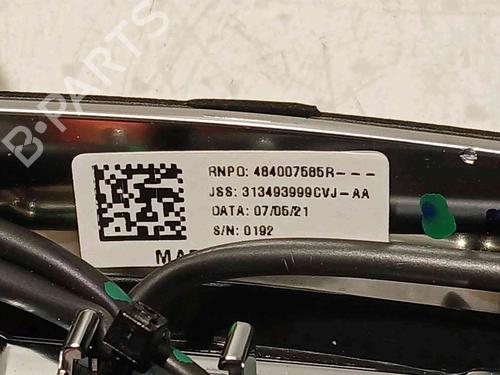 B-PARTS
RNPO: 484007585R---
JSS: 313493999CVJ-AA
DATA: 07/05/21
S/N: 0192